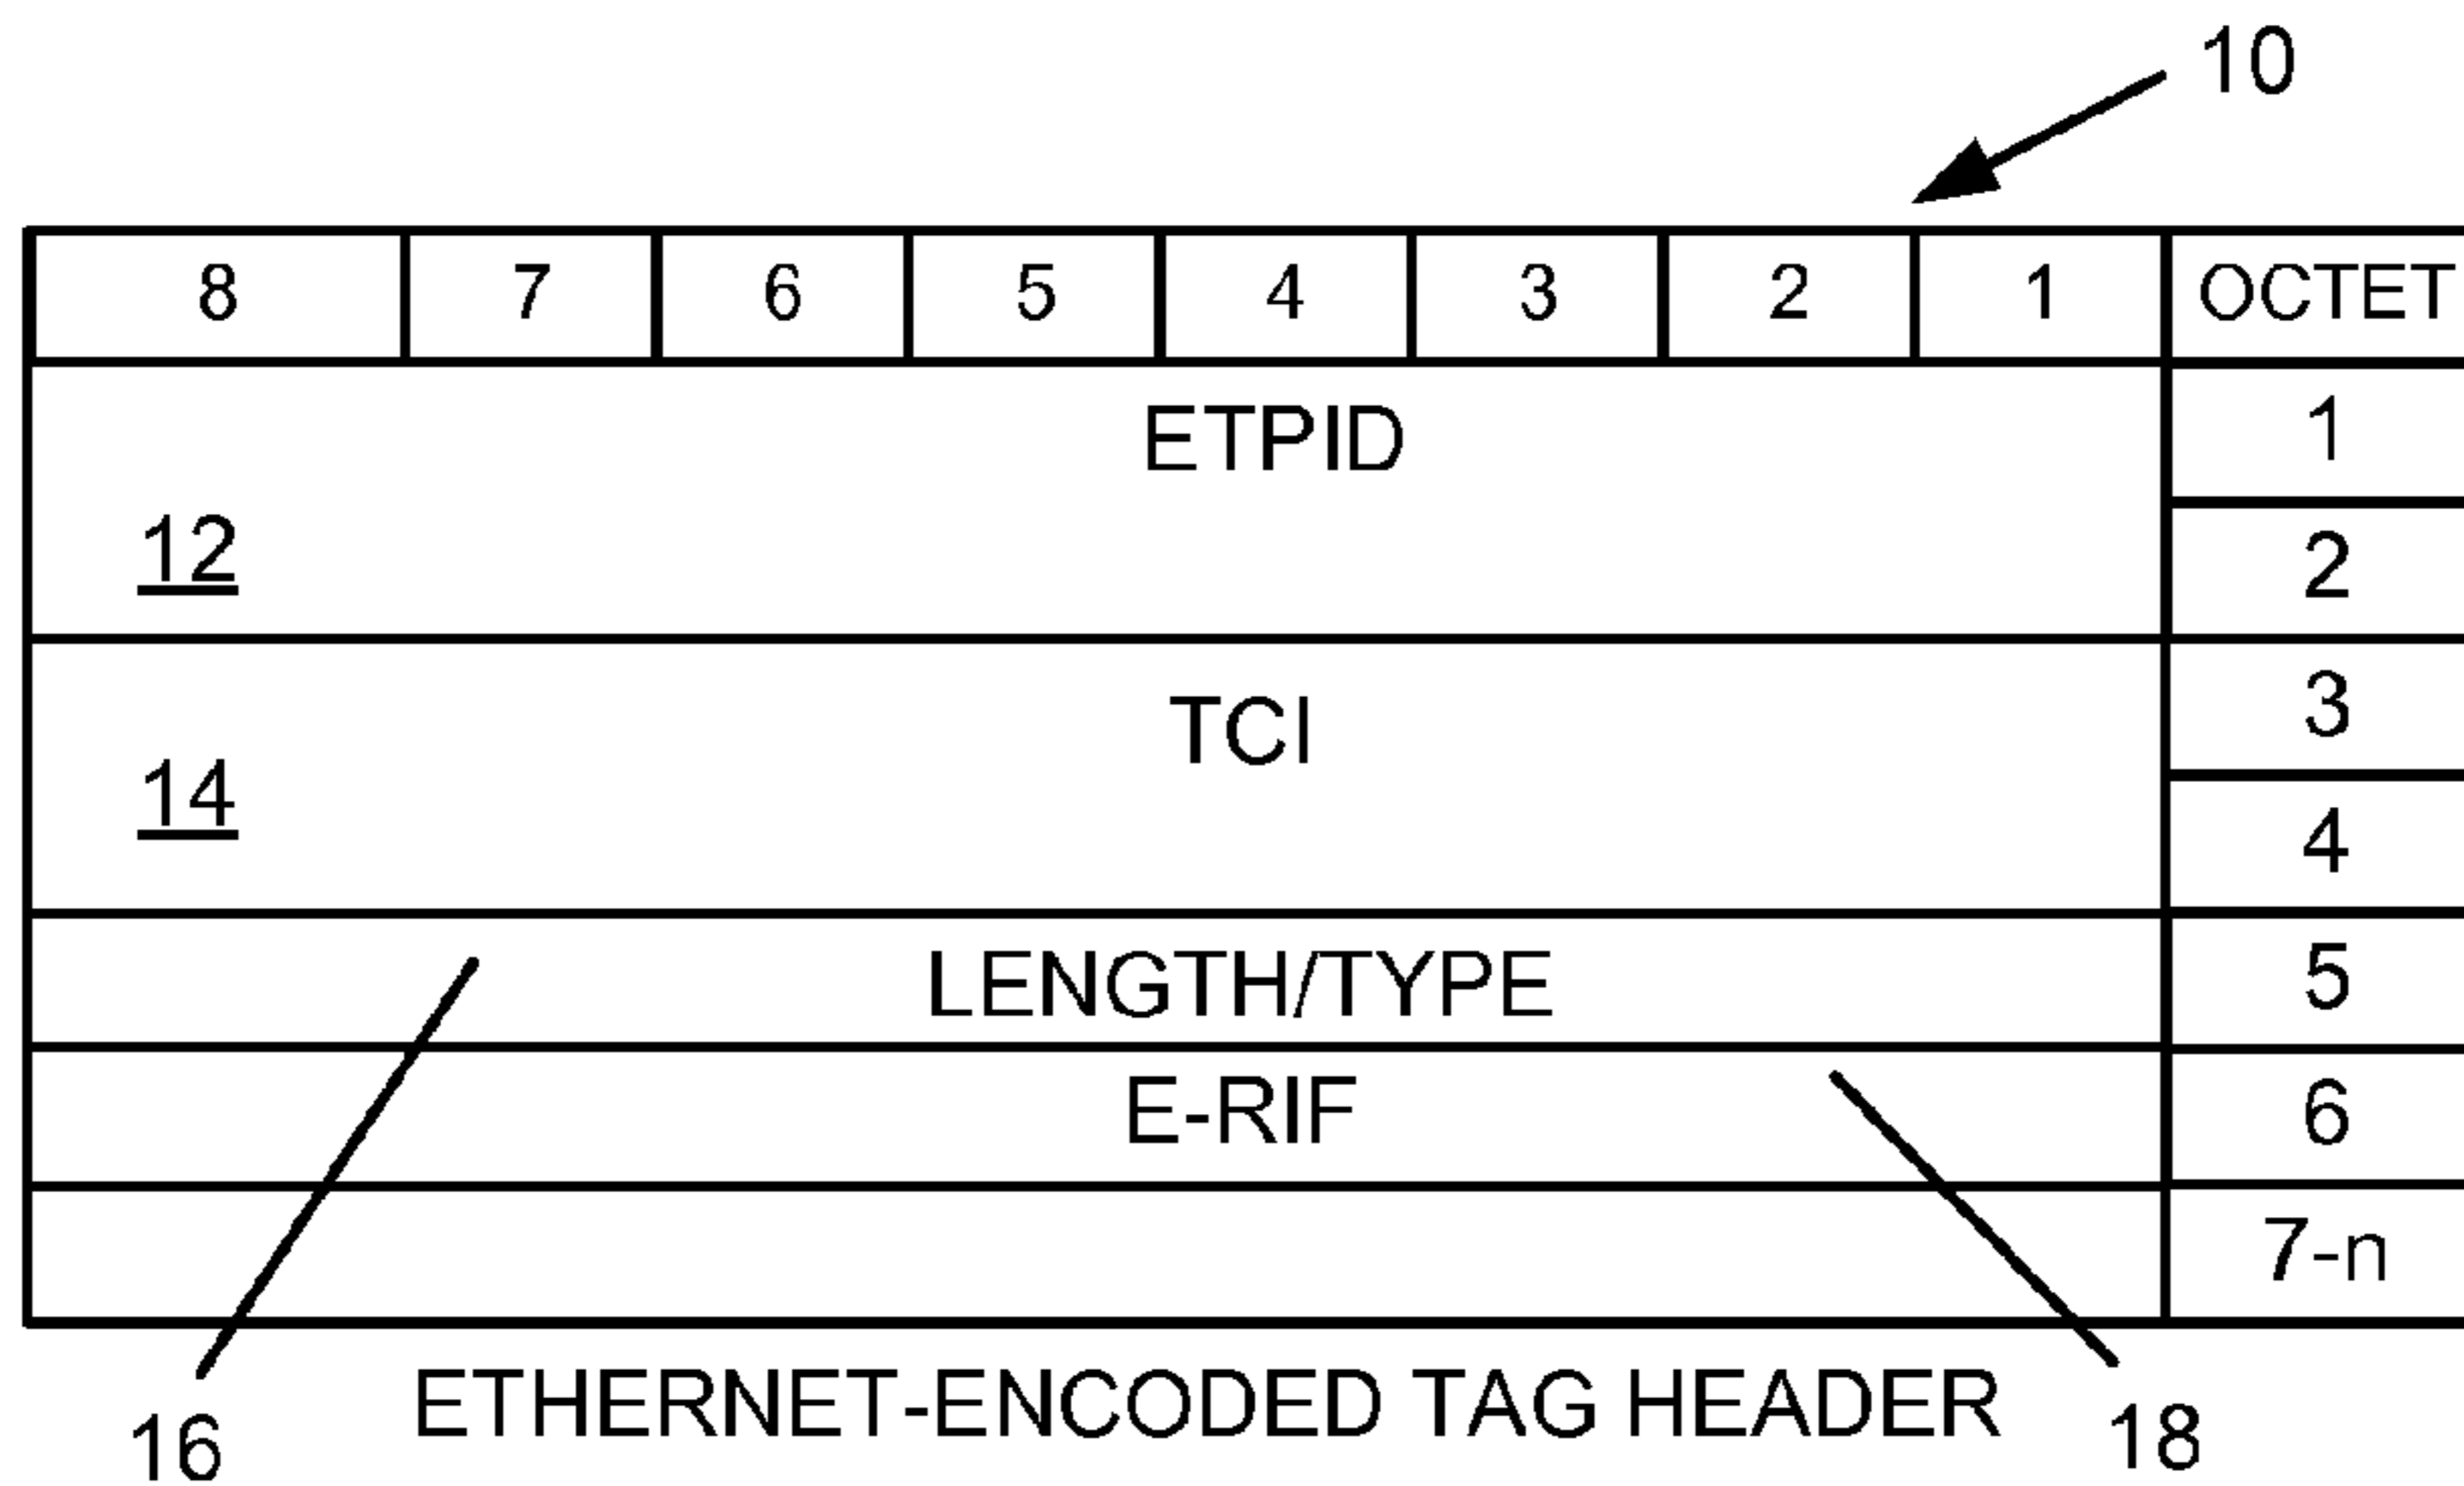 10
8 7 6 5 4 3 2 1 OCTET
ETPID 1
12 2
TCI 3
14 4
LENGTH/TYPE 5
E-RIF 6
7-n
16 ETHERNET-ENCODED TAG HEADER 18